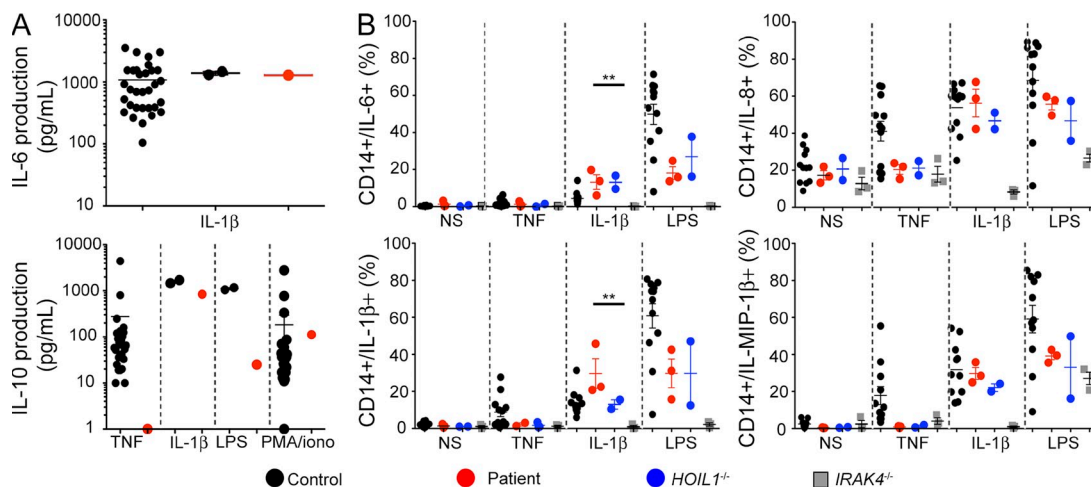 A
IL-6 production
(pg/mL)
10000
1000
100
10
IL-1β
IL-10 production
(pg/mL)
10000
1000
100
10
1
TNF IL-1β LPS PMA/iono
B
CD14+/IL-6+ (%)
100
80
60
40
20
0
**
NS TNF IL-1β LPS
CD14+/IL-8+ (%)
100
80
60
40
20
0
NS TNF IL-1β LPS
CD14+/IL-1β+ (%)
100
80
60
40
20
0
**
NS TNF IL-1β LPS
CD14+/IL-MIP-1β+ (%)
100
80
60
40
20
0
NS TNF IL-1β LPS
Control Patient HOIL1-/- IRAK4-/-